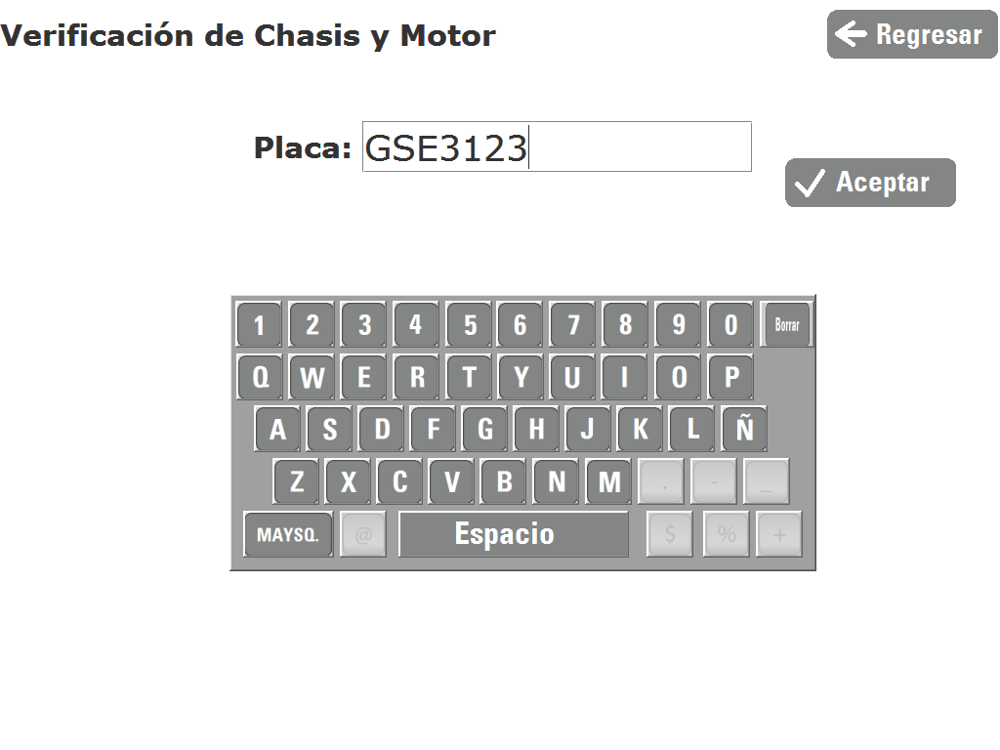 Verificación de Chasis y Motor
Regresar
Placa: GSE3123
Aceptar
1 2 3 4 5 6 7 8 9 0 Borrar
Q W E R T Y U I O P
A S D F G H J K L Ñ
Z X C V B N M . - _
MAYSQ. @ Espacio $ % +